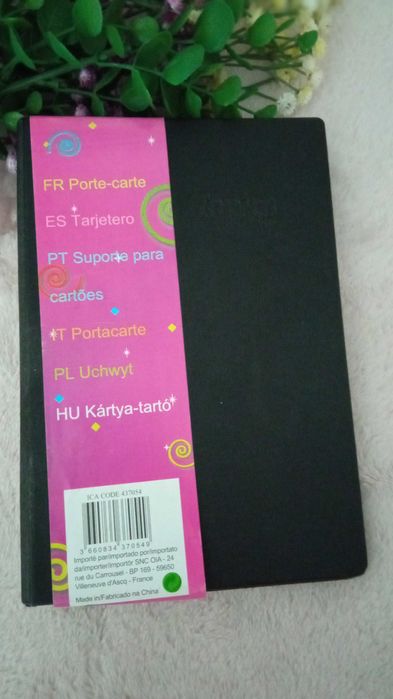 FR Porte-carte
ES Tarjetero
PT Suporte para
cartões
IT Portacarte
PL Uchwyt
HU Kártya-tartó
ICA CODE 437054
3 660834 370549
Importé par/importado por/importato
da/importer/importőr SNC OIA - 24
rue du Carrousel - BP 169 - 59650
Villeneuve d'Ascq - France
Made in/Fabricado na China